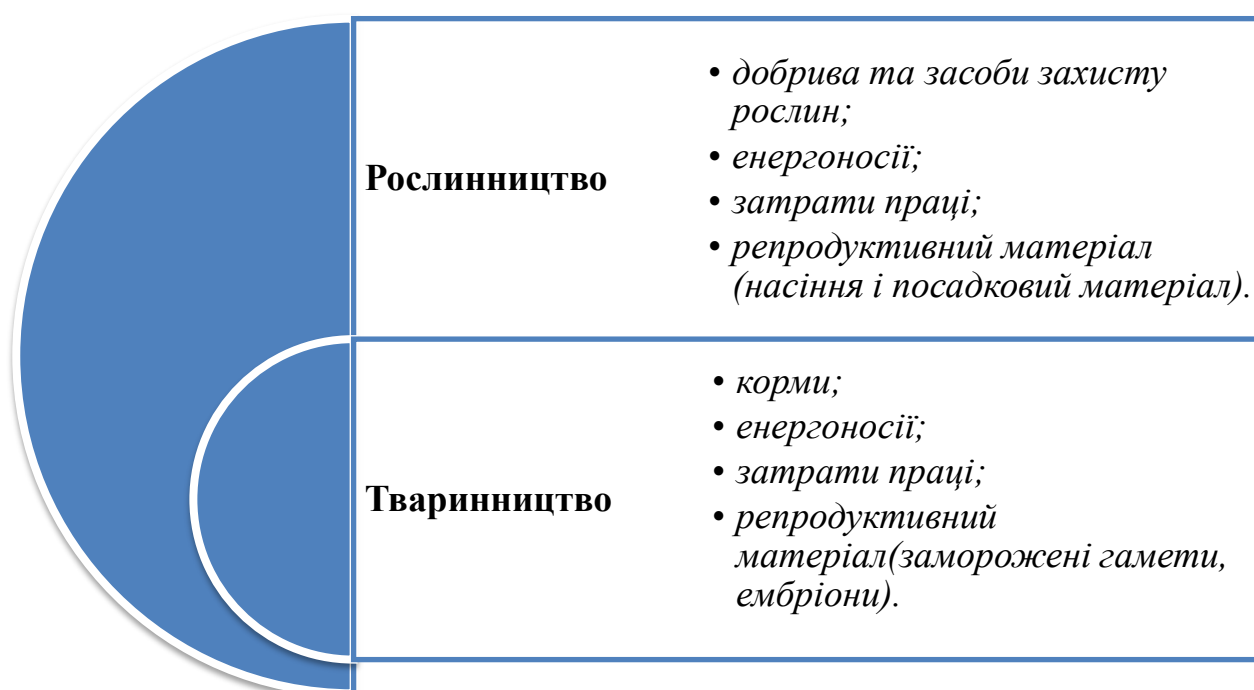 Рослинництво
• добрива та засоби захисту
рослин;
• енергоносії;
• затрати праці;
• репродуктивний матеріал
(насіння і посадковий матеріал).
Тваринництво
• корми;
• енергоносії;
• затрати праці;
• репродуктивний
матеріал(заморожені гамети,
ембріони).